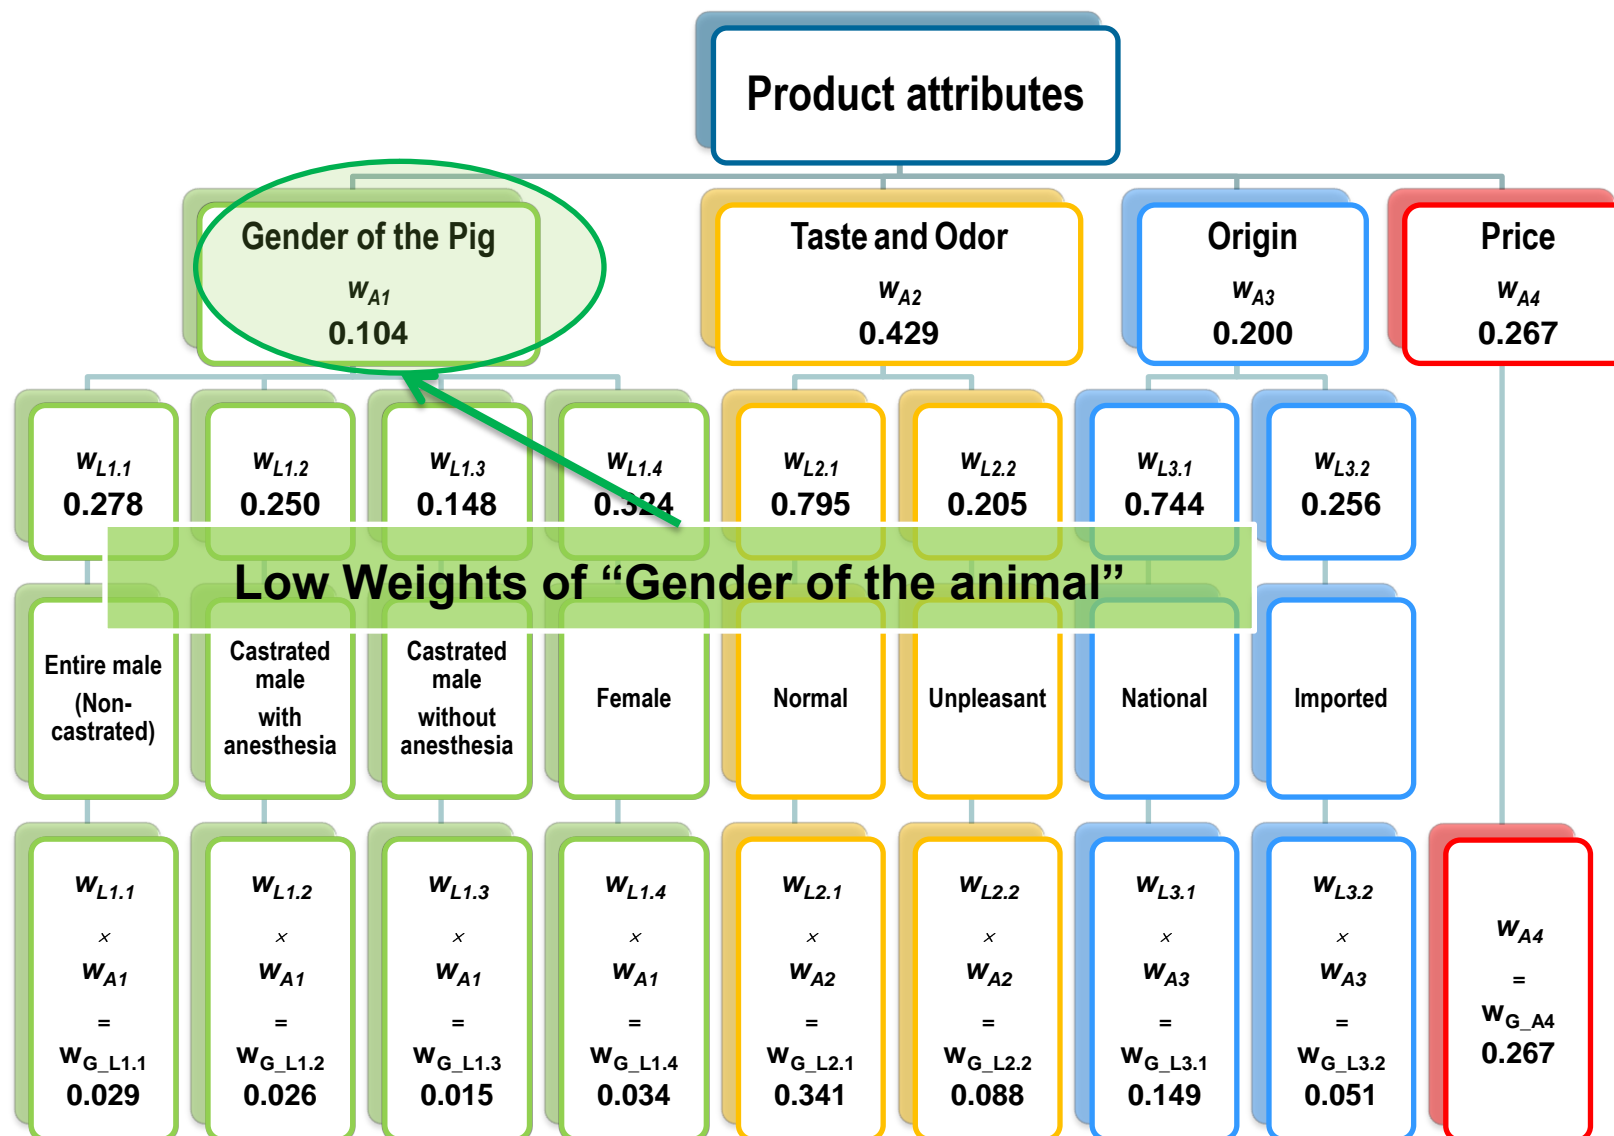 Product attributes
Gender of the Pig
wA1
0.104
Taste and Odor
wA2
0.429
Origin
wA3
0.200
Price
wA4
0.267
wL1.1
0.278
wL1.2
0.250
wL1.3
0.148
wL1.4
0.324
wL2.1
0.795
wL2.2
0.205
wL3.1
0.744
wL3.2
0.256
Low Weights of “Gender of the animal”
Entire male
(Non-
castrated)
Castrated
male
with
anesthesia
Castrated
male
without
anesthesia
Female
Normal
Unpleasant
National
Imported
wL1.1
×
wA1
=
wG_L1.1
0.029
wL1.2
×
wA1
=
wG_L1.2
0.026
wL1.3
×
wA1
=
wG_L1.3
0.015
wL1.4
×
wA1
=
wG_L1.4
0.034
wL2.1
×
wA2
=
wG_L2.1
0.341
wL2.2
×
wA2
=
wG_L2.2
0.088
wL3.1
×
wA3
=
wG_L3.1
0.149
wL3.2
×
wA3
=
wG_L3.2
0.051
wA4
=
wG_A4
0.267